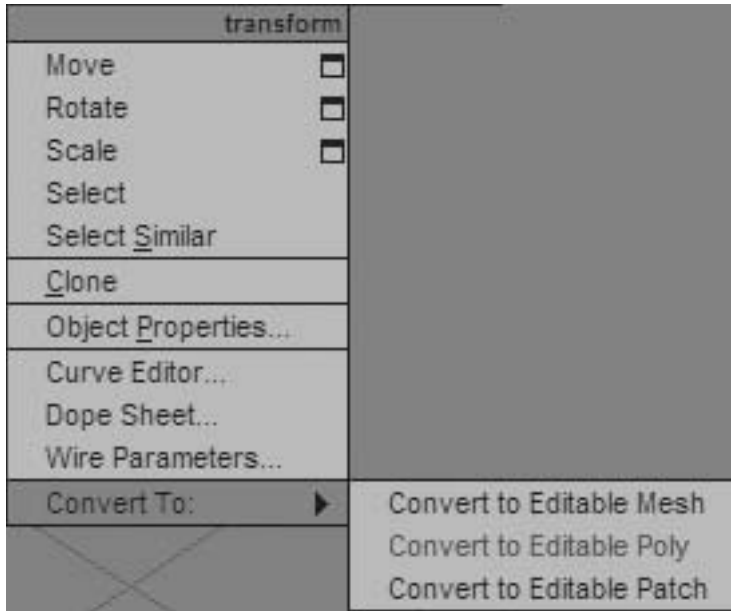 transform
Move
Rotate
Scale
Select
Select Similar
Clone
Object Properties...
Curve Editor...
Dope Sheet...
Wire Parameters...
Convert To:
Convert to Editable Mesh
Convert to Editable Poly
Convert to Editable Patch